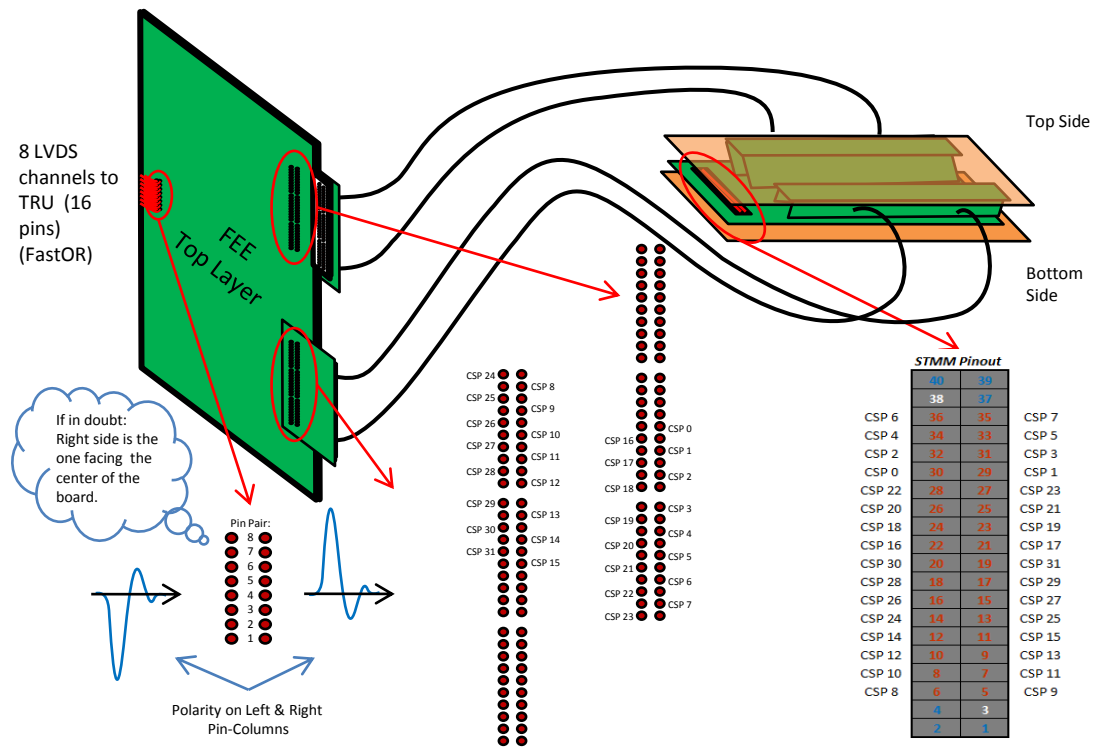 8 LVDS
channels to
TRU (16
pins)
(FastOR)
FEE
Top Layer
Top Side
Bottom
Side
If in doubt:
Right side is the
one facing the
center of the
board.
Pin Pair:
8
7
6
5
4
3
2
1
Polarity on Left & Right
Pin-Columns
CSP 24
CSP 8
CSP 25
CSP 9
CSP 26
CSP 10
CSP 27
CSP 11
CSP 28
CSP 12
CSP 29
CSP 13
CSP 30
CSP 14
CSP 31
CSP 15
CSP 0
CSP 16
CSP 1
CSP 17
CSP 2
CSP 18
CSP 3
CSP 19
CSP 4
CSP 20
CSP 5
CSP 21
CSP 6
CSP 22
CSP 7
CSP 23
STMM Pinout
40 39
38 37
CSP 6 36 35 CSP 7
CSP 4 34 33 CSP 5
CSP 2 32 31 CSP 3
CSP 0 30 29 CSP 1
CSP 22 28 27 CSP 23
CSP 20 26 25 CSP 21
CSP 18 24 23 CSP 19
CSP 16 22 21 CSP 17
CSP 30 20 19 CSP 31
CSP 28 18 17 CSP 29
CSP 26 16 15 CSP 27
CSP 24 14 13 CSP 25
CSP 14 12 11 CSP 15
CSP 12 10 9 CSP 13
CSP 10 8 7 CSP 11
CSP 8 6 5 CSP 9
4 3
2 1